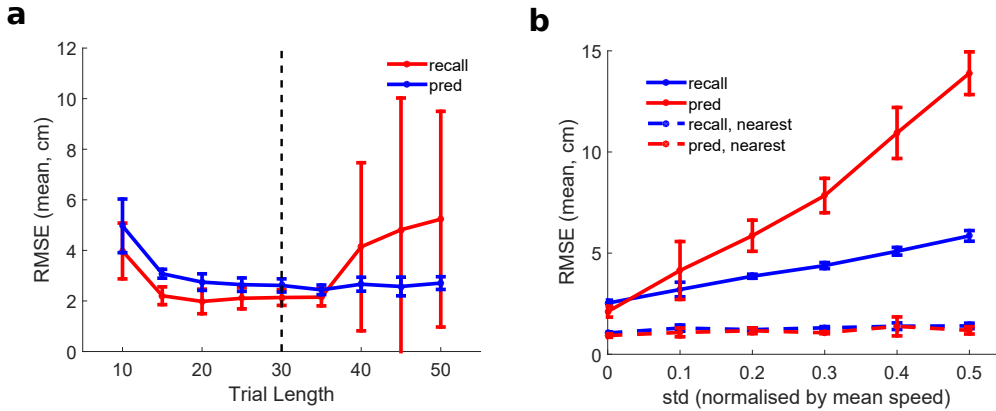 a
12
10
8
6
4
2
0
10
20
30
40
50
RMSE (mean, cm)
Trial Length
recall
pred
b
15
10
5
0
0
0.1
0.2
0.3
0.4
0.5
RMSE (mean, cm)
std (normalised by mean speed)
recall
pred
recall, nearest
pred, nearest